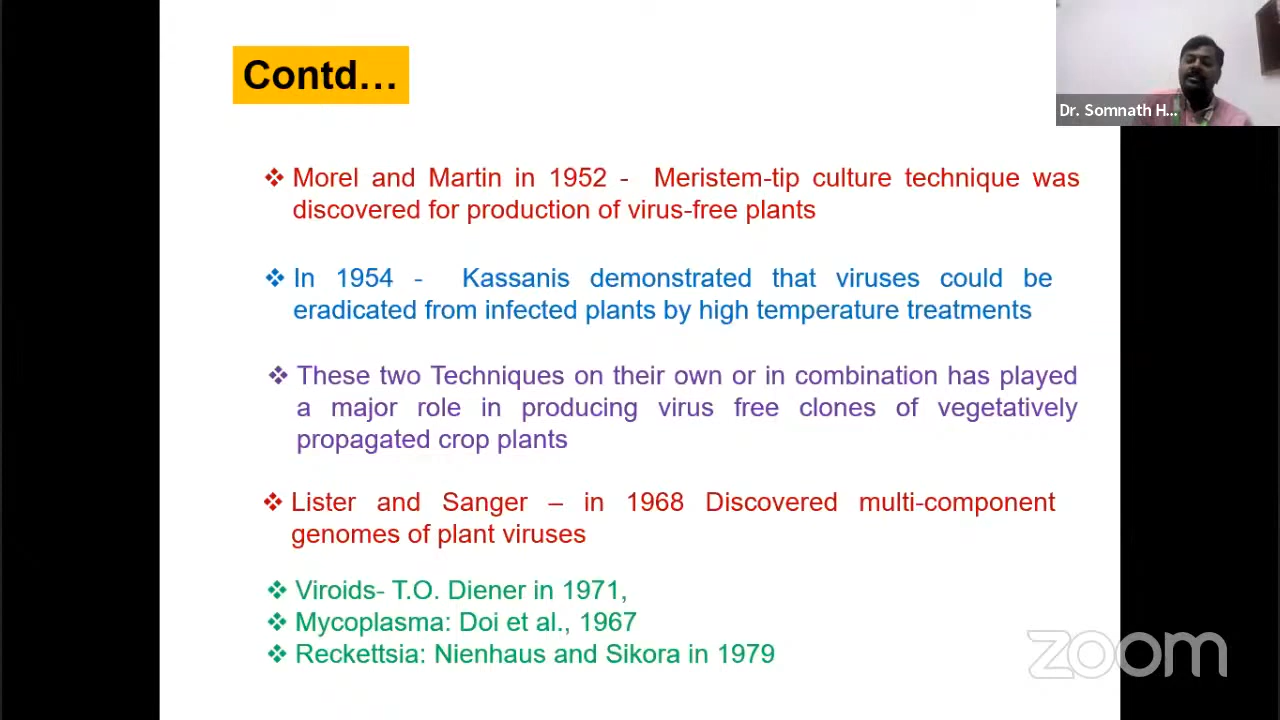 Contd…
Dr. Somnath H...
❖ Morel and Martin in 1952 - Meristem-tip culture technique was
discovered for production of virus-free plants
❖ In 1954 - Kassanis demonstrated that viruses could be
eradicated from infected plants by high temperature treatments
❖ These two Techniques on their own or in combination has played
a major role in producing virus free clones of vegetatively
propagated crop plants
❖ Lister and Sanger – in 1968 Discovered multi-component
genomes of plant viruses
❖ Viroids- T.O. Diener in 1971,
❖ Mycoplasma: Doi et al., 1967
❖ Reckettsia: Nienhaus and Sikora in 1979
zoom